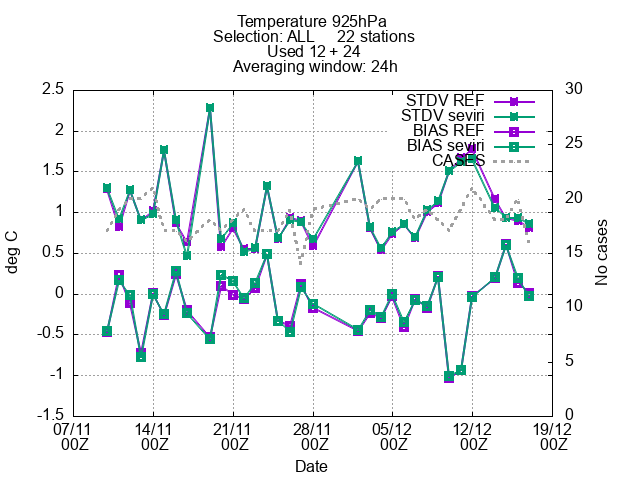 Temperature 925hPa
Selection: ALL 22 stations
Used 12 + 24
Averaging window: 24h
STDV REF
STDV seviri
BIAS REF
BIAS seviri
CASES
2.5
2
1.5
1
0.5
0
-0.5
-1
-1.5
deg C
30
25
20
15
10
5
0
No cases
07/11 14/11 21/11 28/11 05/12 12/12 19/12
00Z 00Z 00Z 00Z 00Z 00Z 00Z
Date